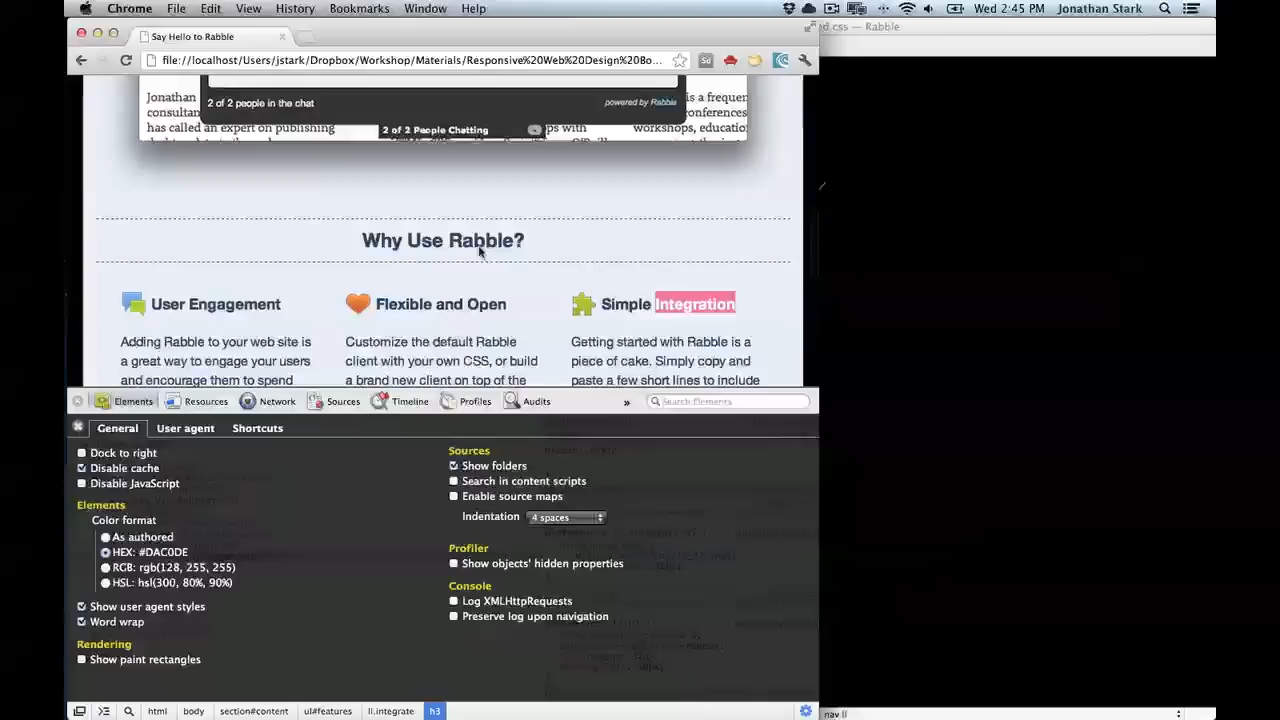 Chrome File Edit View History Bookmarks Window Help Wed 2:45 PM Jonathan Stark
Say Hello to Rabble
ed css — Rabble
file:///Users/jstark/Dropbox/Workshop/Materials/Responsive%20Web%20Design%20Bo... Sd
Jonathan is a frequen
consultan 2 of 2 people in the chat powered by Rabble conferences
has called an expert on publishing 2 of 2 People Chatting ps with workshops, educatio
Why Use Rabble?
User Engagement Flexible and Open Simple Integration
Adding Rabble to your web site is
a great way to engage your users
and encourage them to spend
Customize the default Rabble
client with your own CSS, or build
a brand new client on top of the
Getting started with Rabble is a
piece of cake. Simply copy and
paste a few short lines to include
Elements Resources Network Sources Timeline Profiles Audits » Search Elements
General User agent Shortcuts
Dock to right
Disable cache
Disable JavaScript
Elements
Color format
As authored
HEX: #DAC0DE
RGB: rgb(128, 255, 255)
HSL: hsl(300, 80%, 90%)
Show user agent styles
Word wrap
Rendering
Show paint rectangles
Sources
Show folders
Search in content scripts
Enable source maps
Indentation 4 spaces
Profiler
Show objects' hidden properties
Console
Log XMLHttpRequests
Preserve log upon navigation
html body section#content ul#features li.integrate h3
nav li